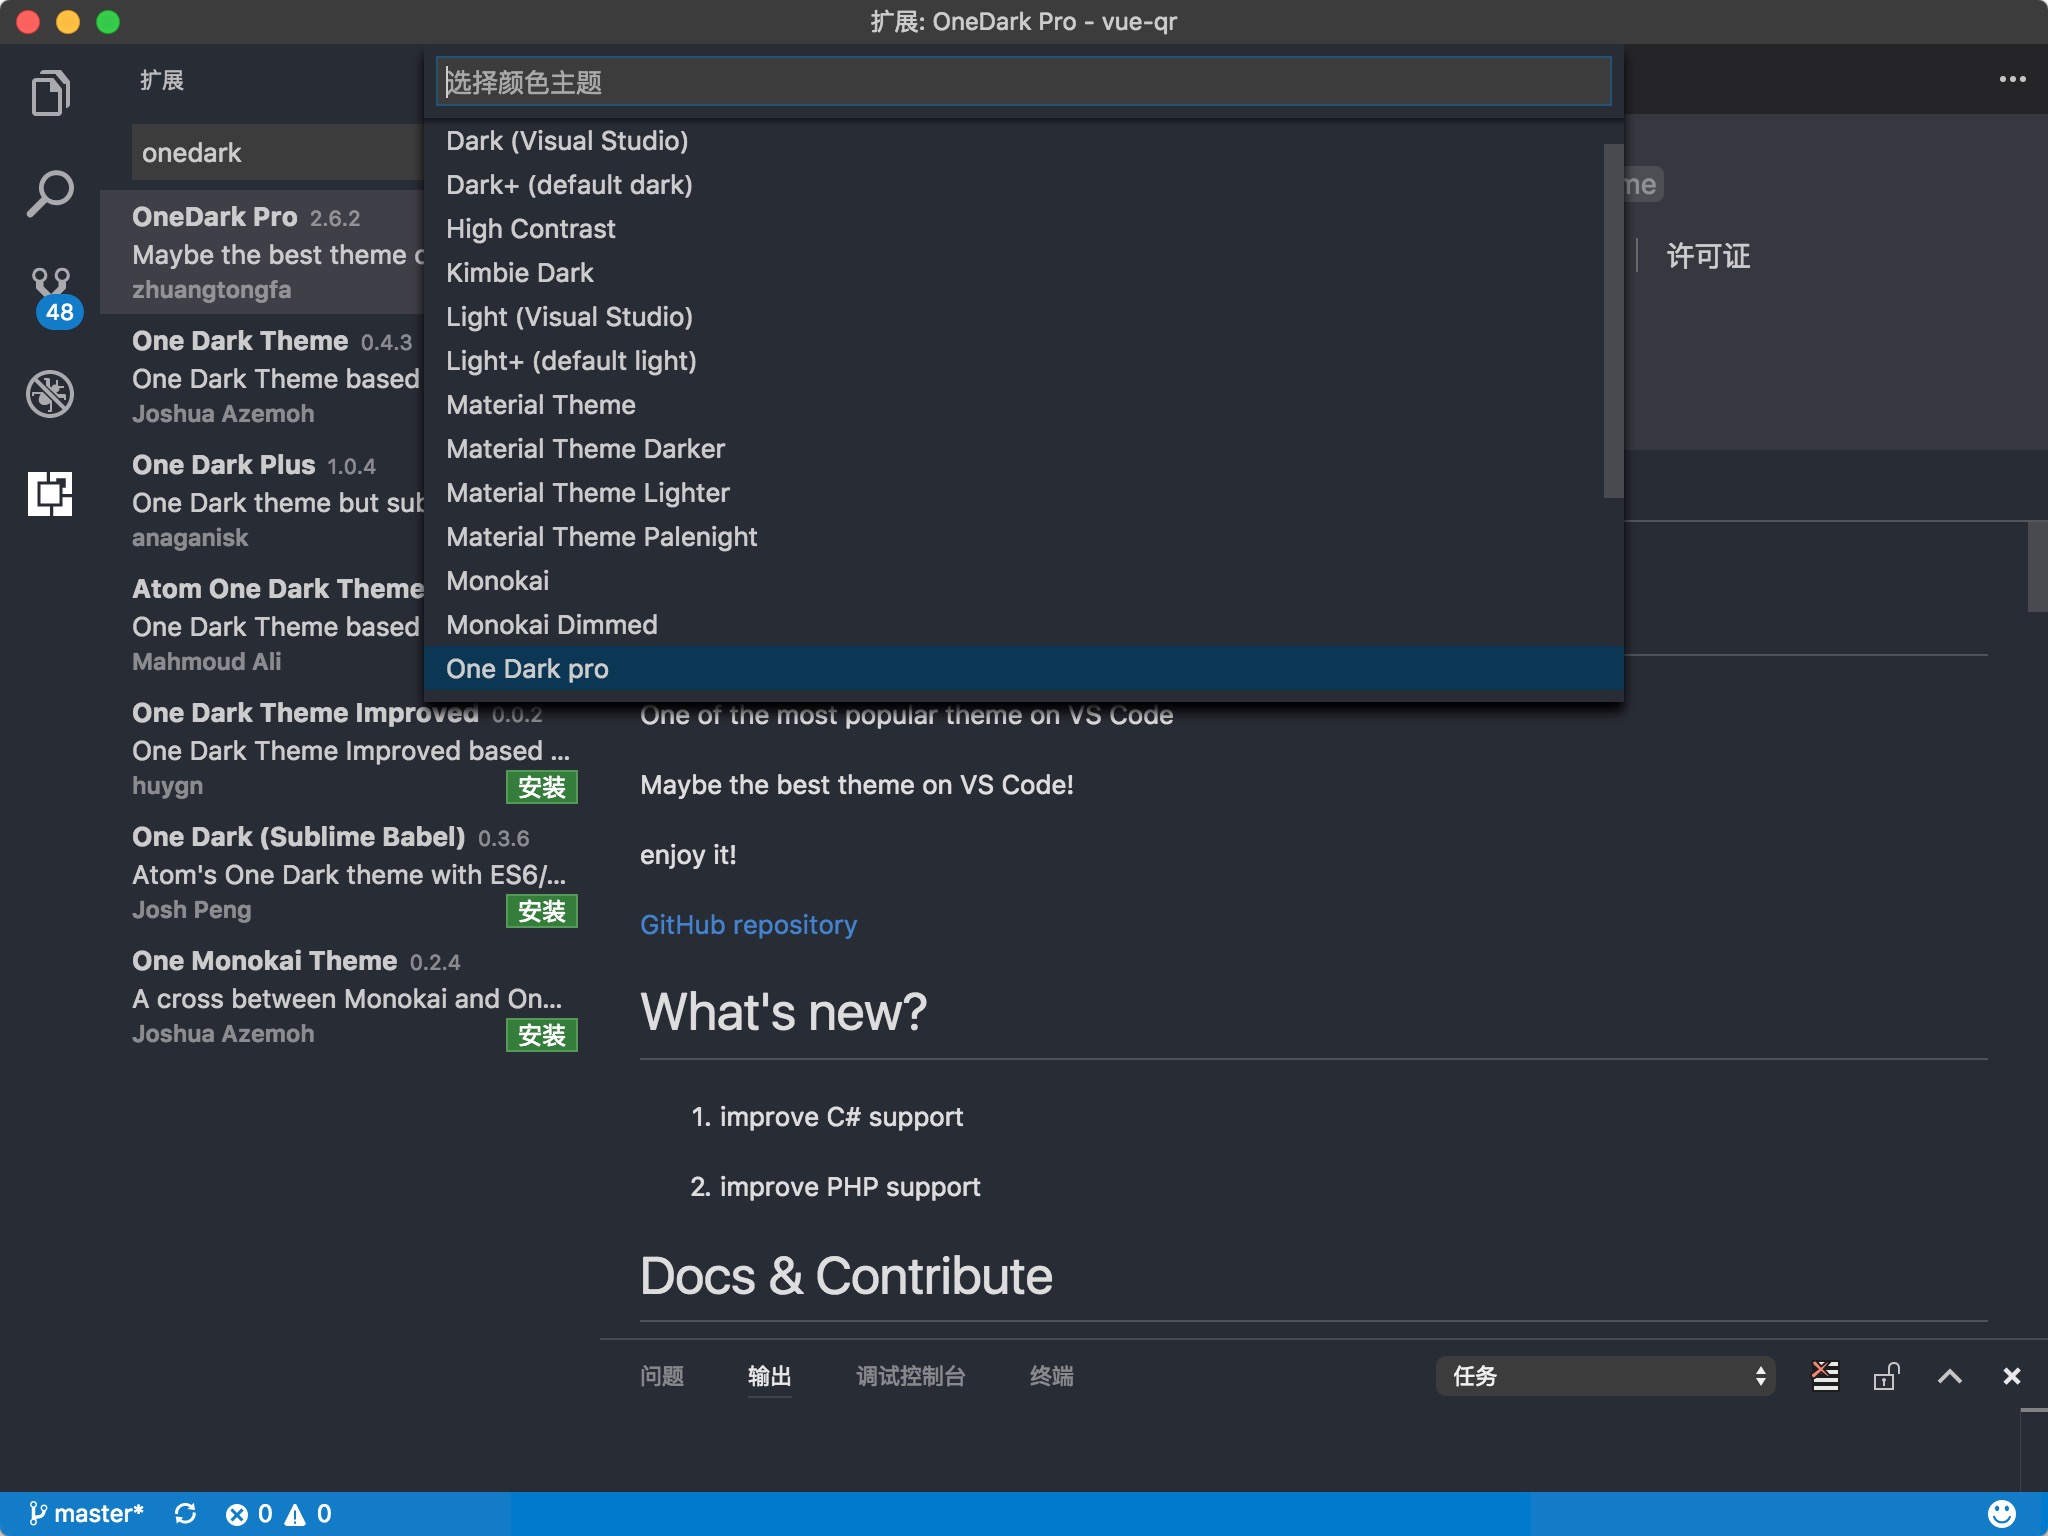 扩展: OneDark Pro - vue-qr
扩展
onedark
OneDark Pro 2.6.2
Maybe the best theme
zhuangtongfa
One Dark Theme 0.4.3
One Dark Theme based
Joshua Azemoh
One Dark Plus 1.0.4
One Dark theme but
anaganisk
Atom One Dark Theme
One Dark Theme based
Mahmoud Ali
One Dark Theme Improved 0.0.2
One Dark Theme Improved based ...
huygn 安装
One Dark (Sublime Babel) 0.3.6
Atom's One Dark theme with ES6/...
Josh Peng 安装
One Monokai Theme 0.2.4
A cross between Monokai and On...
Joshua Azemoh 安装
48
选择颜色主题
Dark (Visual Studio)
Dark+ (default dark)
High Contrast
Kimbie Dark
Light (Visual Studio)
Light+ (default light)
Material Theme
Material Theme Darker
Material Theme Lighter
Material Theme Palenight
Monokai
Monokai Dimmed
One Dark pro
许可证
One of the most popular theme on VS Code
Maybe the best theme on VS Code!
enjoy it!
GitHub repository
What's new?
1. improve C# support
2. improve PHP support
Docs & Contribute
问题 输出 调试控制台 终端 任务
master* 0 0